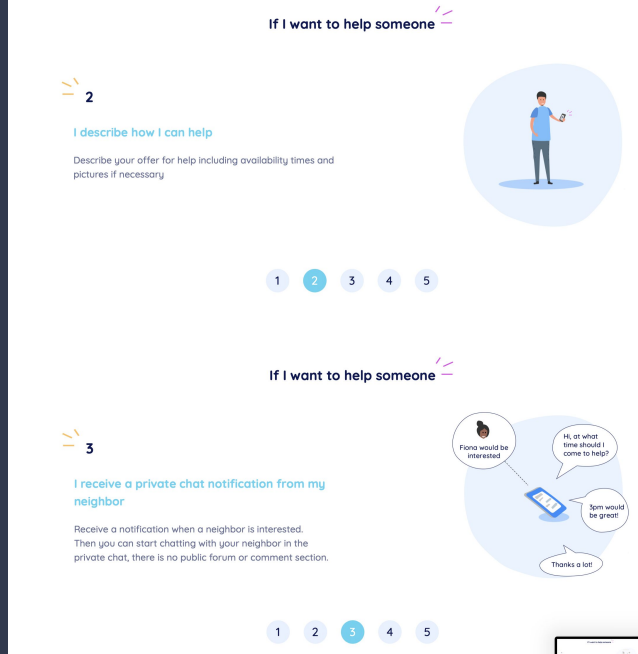 If I want to help someone
2
I describe how I can help
Describe your offer for help including availability times and
pictures if necessary
1 2 3 4 5
If I want to help someone
3
I receive a private chat notification from my
neighbor
Receive a notification when a neighbor is interested.
Then you can start chatting with your neighbor in the
private chat, there is no public forum or comment section.
Fiona would be
interested
Hi, at what
time should I
come to help?
3pm would
be great!
Thanks a lot!
1 2 3 4 5